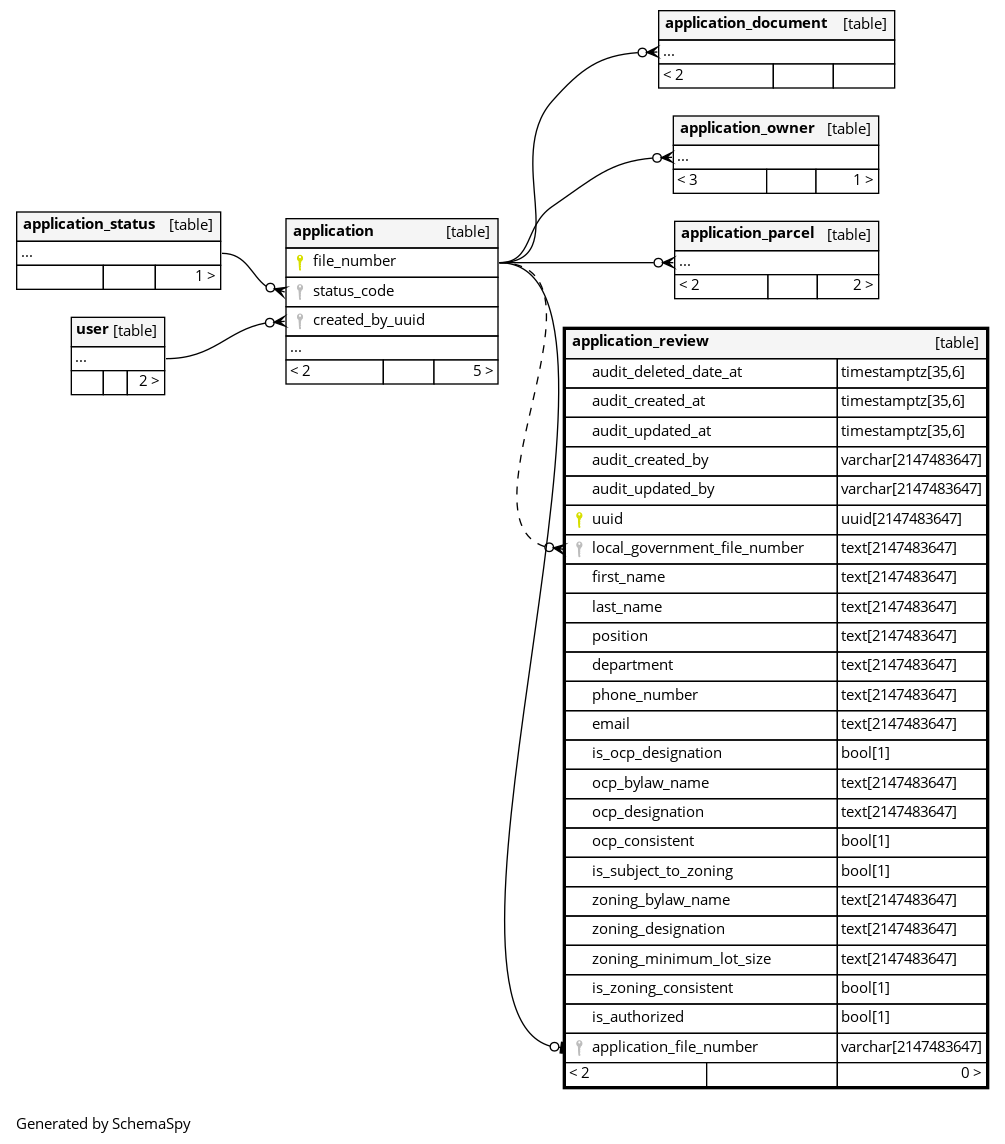 application_document [table]
...
< 2
application_owner [table]
...
< 3 1 >
application_status [table]
...
1 >
application [table]
file_number
status_code
created_by_uuid
...
< 2 5 >
application_parcel [table]
...
< 2 2 >
user [table]
...
2 >
application_review [table]
audit_deleted_date_at timestamptz[35,6]
audit_created_at timestamptz[35,6]
audit_updated_at timestamptz[35,6]
audit_created_by varchar[2147483647]
audit_updated_by varchar[2147483647]
uuid uuid[2147483647]
local_government_file_number text[2147483647]
first_name text[2147483647]
last_name text[2147483647]
position text[2147483647]
department text[2147483647]
phone_number text[2147483647]
email text[2147483647]
is_ocp_designation bool[1]
ocp_bylaw_name text[2147483647]
ocp_designation text[2147483647]
ocp_consistent bool[1]
is_subject_to_zoning bool[1]
zoning_bylaw_name text[2147483647]
zoning_designation text[2147483647]
zoning_minimum_lot_size text[2147483647]
is_zoning_consistent bool[1]
is_authorized bool[1]
application_file_number varchar[2147483647]
< 2 0 >
Generated by SchemaSpy